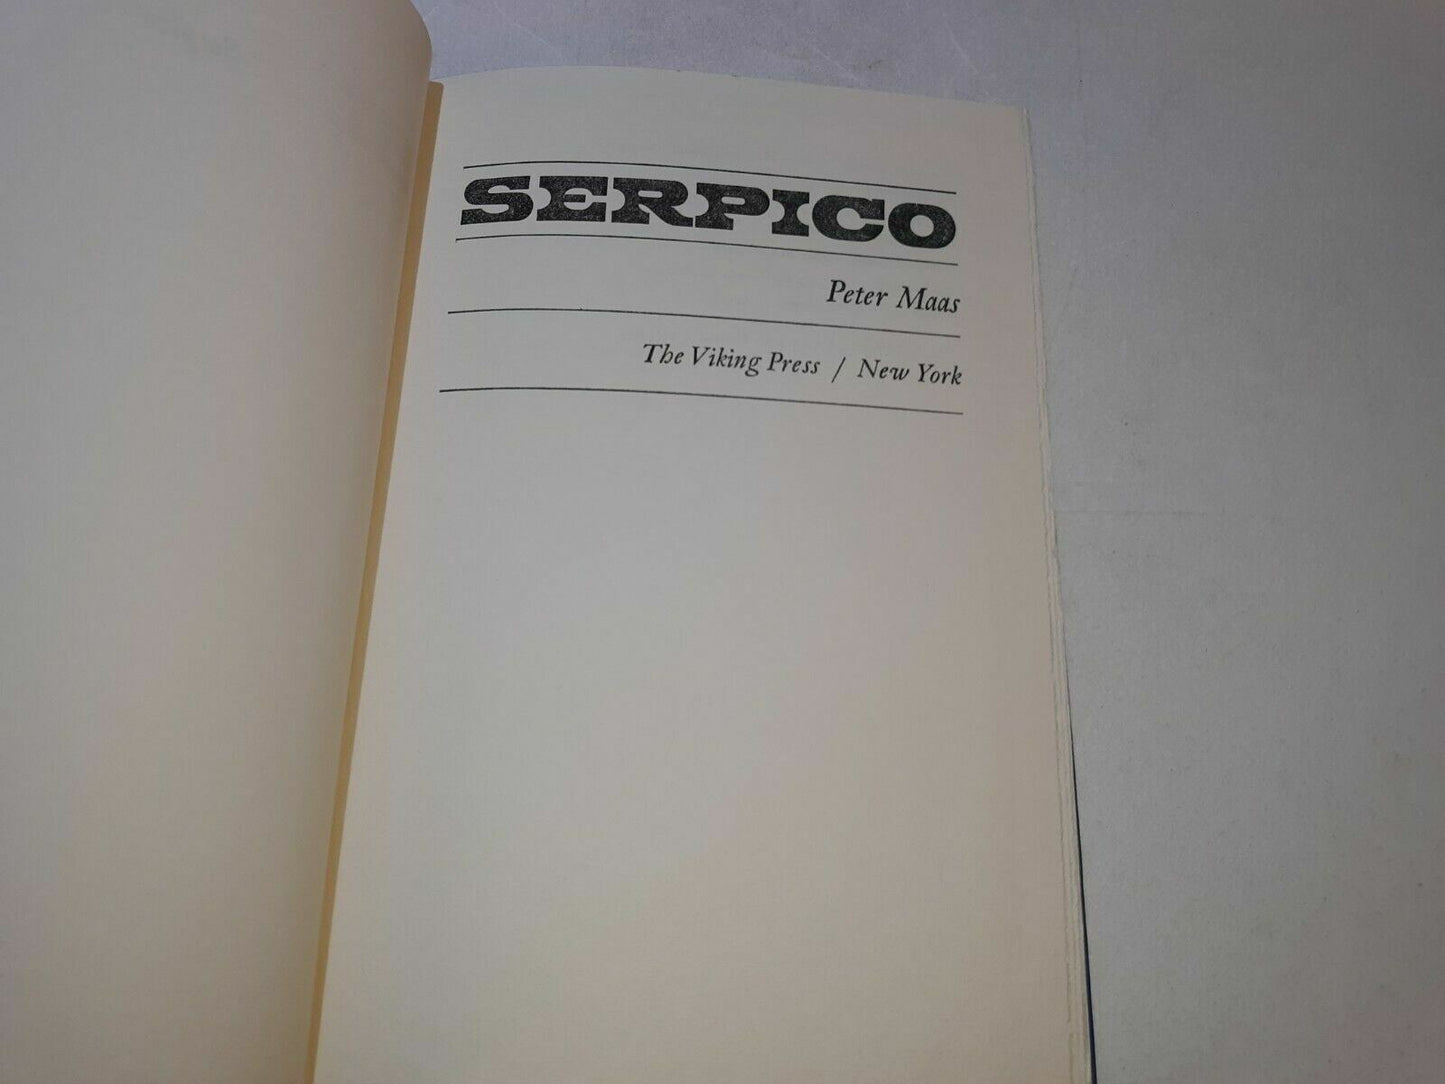 SERPICO
Peter Maas
The Viking Press / New York